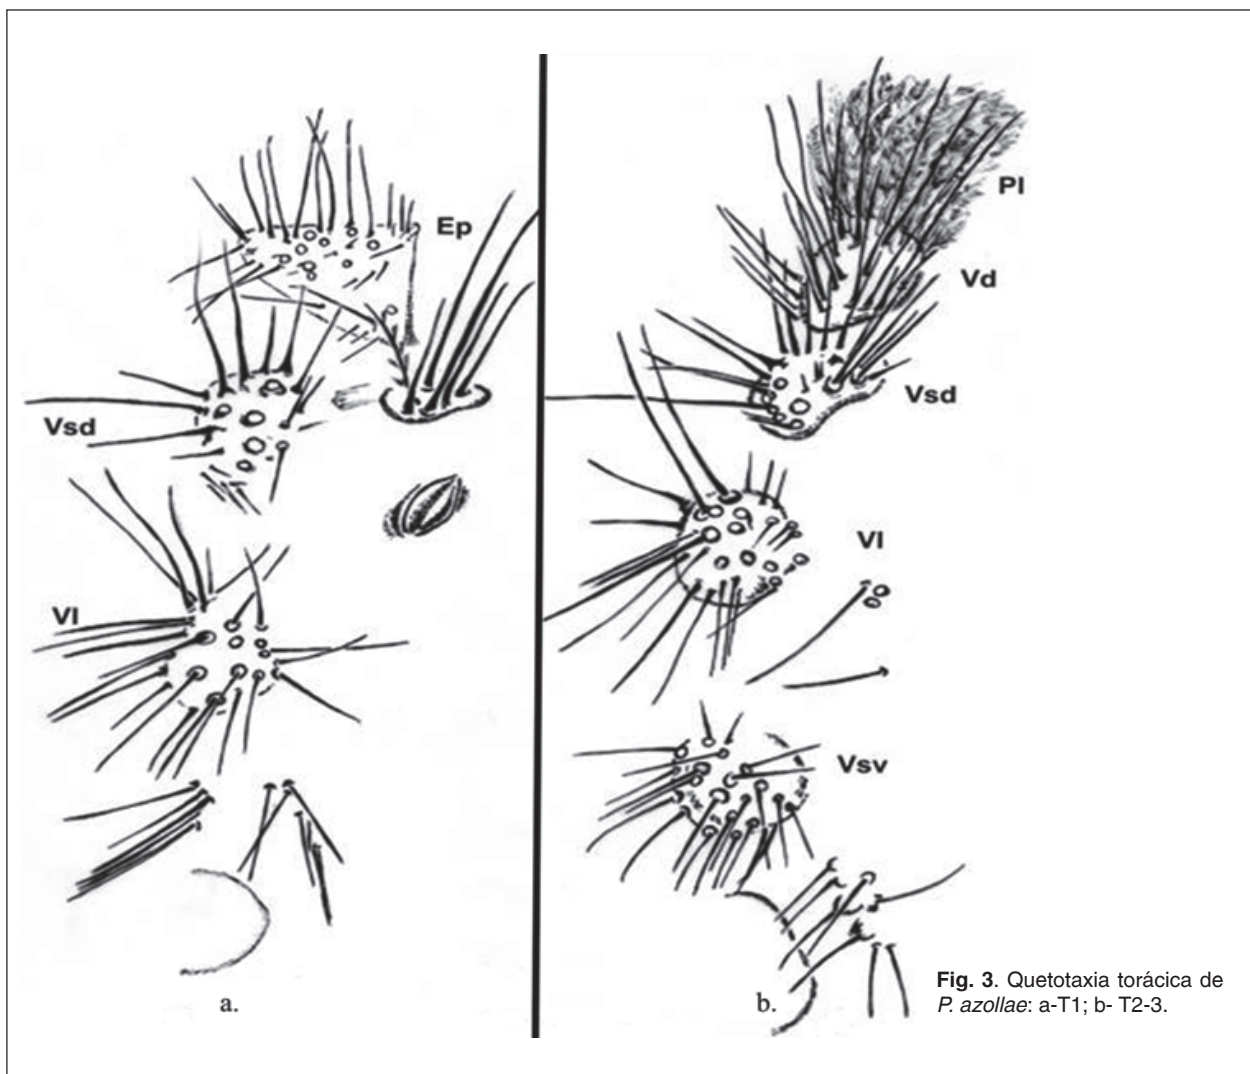 Ep
Vsd
Vl
a.
Pl
Vd
Vsd
Vl
Vsv
b.
Fig. 3. Quetotaxia torácica de
P. azollae: a-T1; b- T2-3.